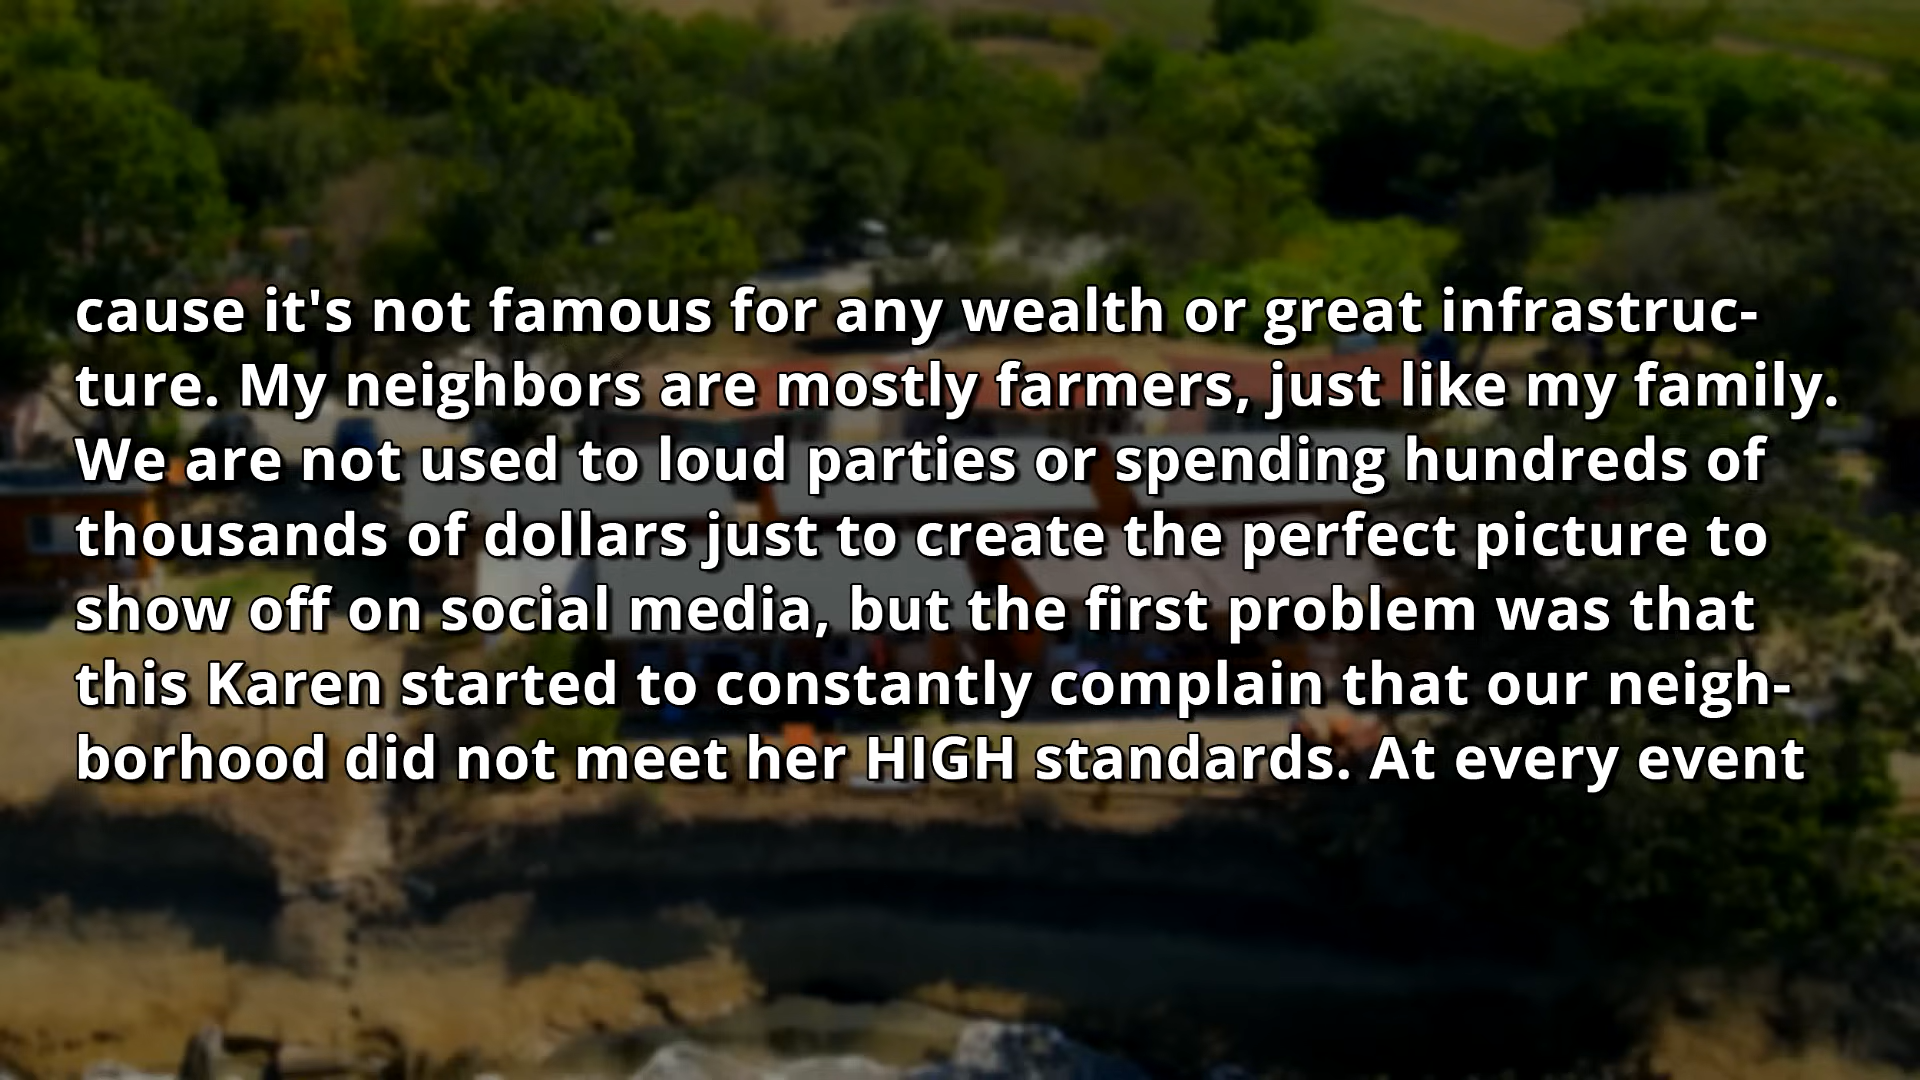 cause it's not famous for any wealth or great infrastruc-
ture. My neighbors are mostly farmers, just like my family.
We are not used to loud parties or spending hundreds of
thousands of dollars just to create the perfect picture to
show off on social media, but the first problem was that
this Karen started to constantly complain that our neigh-
borhood did not meet her HIGH standards. At every event